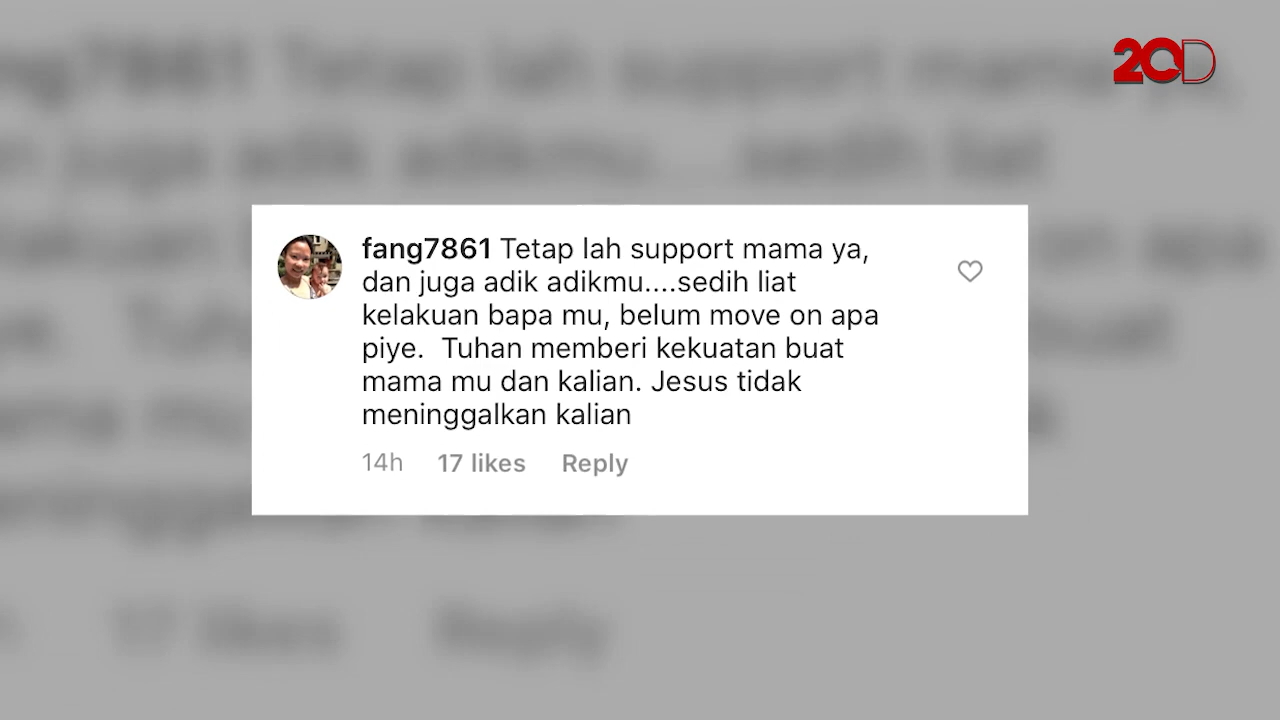 20D
fang7861 Tetap lah support mama ya,
dan juga adik adikmu....sedih liat
kelakuan bapa mu, belum move on apa
piye.  Tuhan memberi kekuatan buat
mama mu dan kalian. Jesus tidak
meninggalkan kalian
14h 17 likes Reply